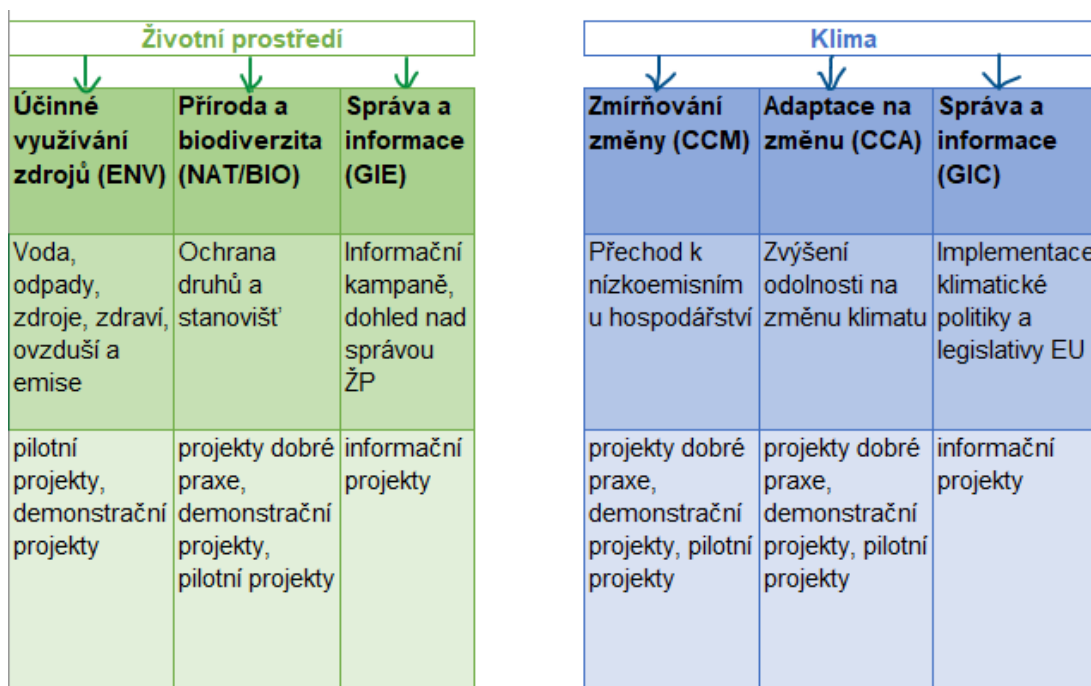 Životní prostředí
Účinné
využívání
zdrojů (ENV)
Příroda a
biodiverzita
(NAT/BIO)
Správa a
informace
(GIE)
Voda,
odpady,
zdroje, zdraví,
ovzduší a
emise
Ochrana
druhů a
stanovišť
Informační
kampaně,
dohled nad
správou
ŽP
pilotní
projekty,
demonstrační
projekty
projekty dobré
praxe,
demonstrační
projekty,
pilotní projekty
informační
projekty
Klima
Zmírňování
změny (CCM)
Adaptace na
změnu (CCA)
Správa a
informace
(GIC)
Přechod k
nízkoemisním
u hospodářství
Zvýšení
odolnosti na
změnu klimatu
Implementace
klimatické
politiky a
legislativy EU
projekty dobré
praxe,
demonstrační
projekty, pilotní
projekty
projekty dobré
praxe,
demonstrační
projekty, pilotní
projekty
informační
projekty